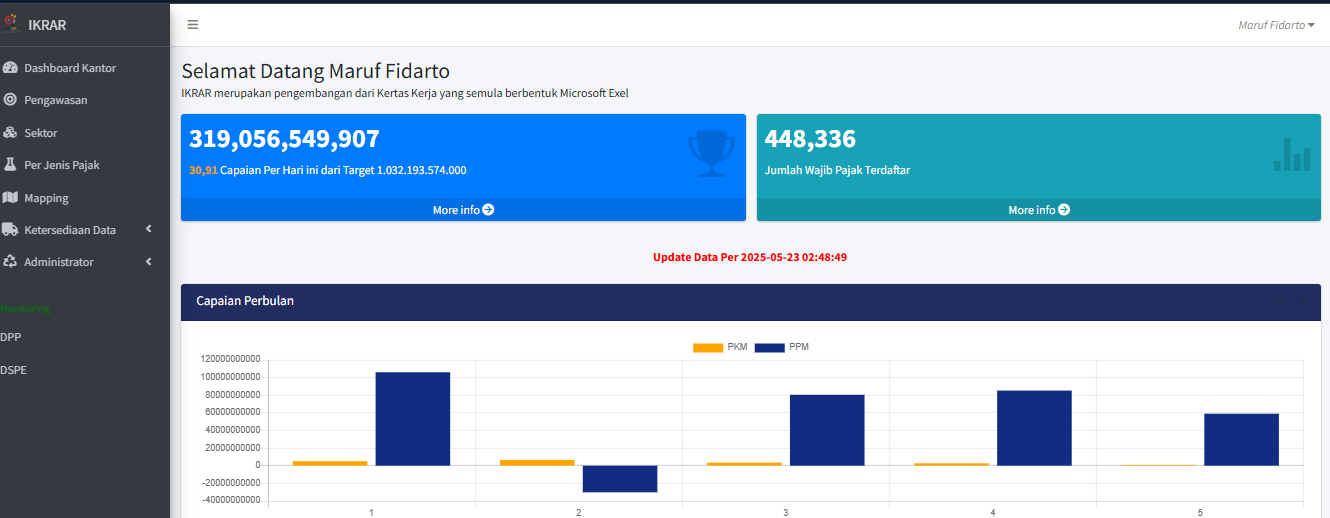 IKRAR
Maruf Fidarto
Dashboard Kantor
Pengawasan
Sektor
Per Jenis Pajak
Mapping
Ketersediaan Data
Administrator
Monitoring
DPP
DSPE
Selamat Datang Maruf Fidarto
IKRAR merupakan pengembangan dari Kertas Kerja yang semula berbentuk Microsoft Exel
319,056,549,907
30,91 Capaian Per Hari ini dari Target 1.032.193.574.000
More info
448,336
Jumlah Wajib Pajak Terdaftar
More info
Update Data Per 2025-05-23 02:48:49
Capaian Perbulan
PKM PPM
120000000000
100000000000
80000000000
60000000000
40000000000
20000000000
0
-20000000000
-40000000000
1 2 3 4 5